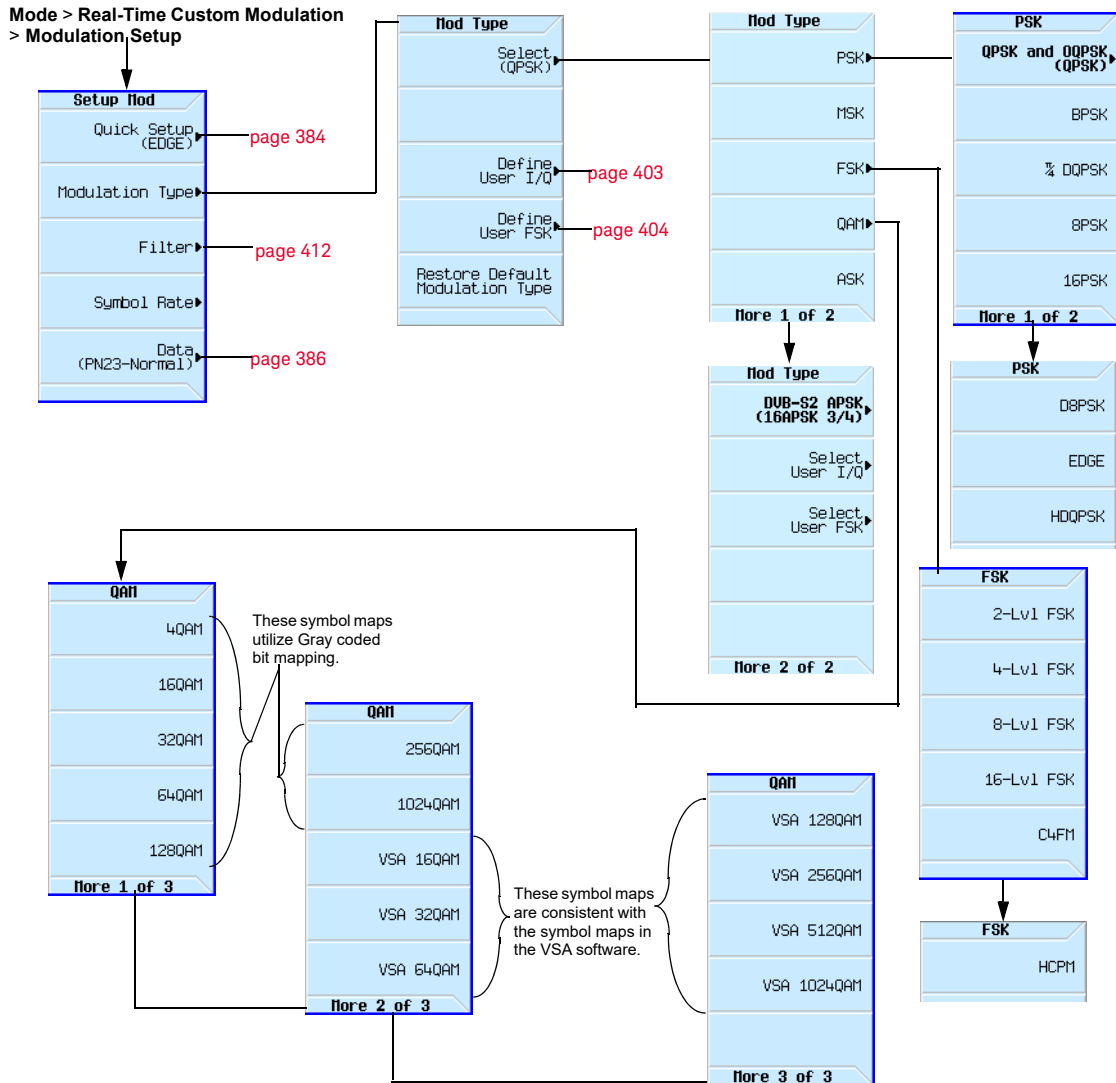 Mode > Real-Time Custom Modulation
> Modulation Setup
Setup Mod
Quick Setup
(EDGE)
page 384
Modulation Type
Filter
page 412
Symbol Rate
Data
(PN23-Normal)
page 386
Mod Type
Select
(QPSK)
Define
User I/Q
page 403
Define
User FSK
page 404
Restore Default
Modulation Type
Mod Type
PSK
MSK
FSK
QAM
ASK
More 1 of 2
PSK
QPSK and OQPSK
(QPSK)
BPSK
π/4 DQPSK
8PSK
16PSK
More 1 of 2
Mod Type
DVB-S2 APSK
(16APSK 3/4)
Select
User I/Q
Select
User FSK
More 2 of 2
PSK
D8PSK
EDGE
HDQPSK
QAM
4QAM
16QAM
32QAM
64QAM
128QAM
More 1 of 3
These symbol maps
utilize Gray coded
bit mapping.
QAM
256QAM
1024QAM
VSA 16QAM
VSA 32QAM
VSA 64QAM
More 2 of 3
These symbol maps
are consistent with
the symbol maps in
the VSA software.
QAM
VSA 128QAM
VSA 256QAM
VSA 512QAM
VSA 1024QAM
More 3 of 3
FSK
2-Lvl FSK
4-Lvl FSK
8-Lvl FSK
16-Lvl FSK
C4FM
FSK
HCPM